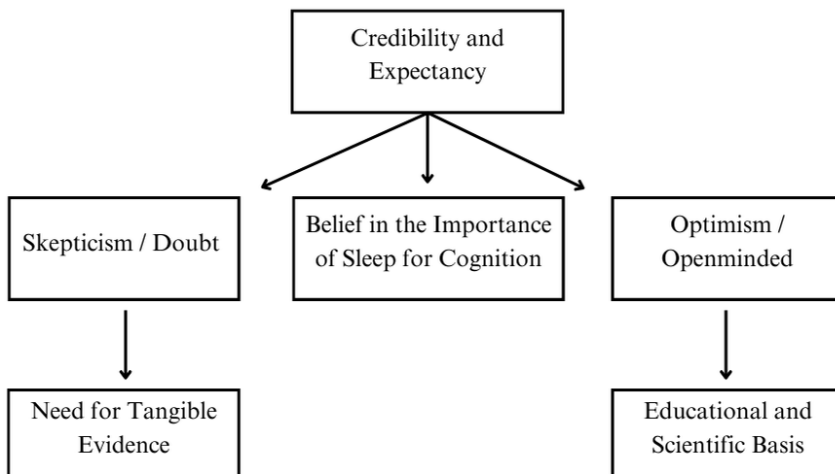 Credibility and
Expectancy
Skepticism / Doubt
Belief in the Importance
of Sleep for Cognition
Optimism /
Openminded
Need for Tangible
Evidence
Educational and
Scientific Basis